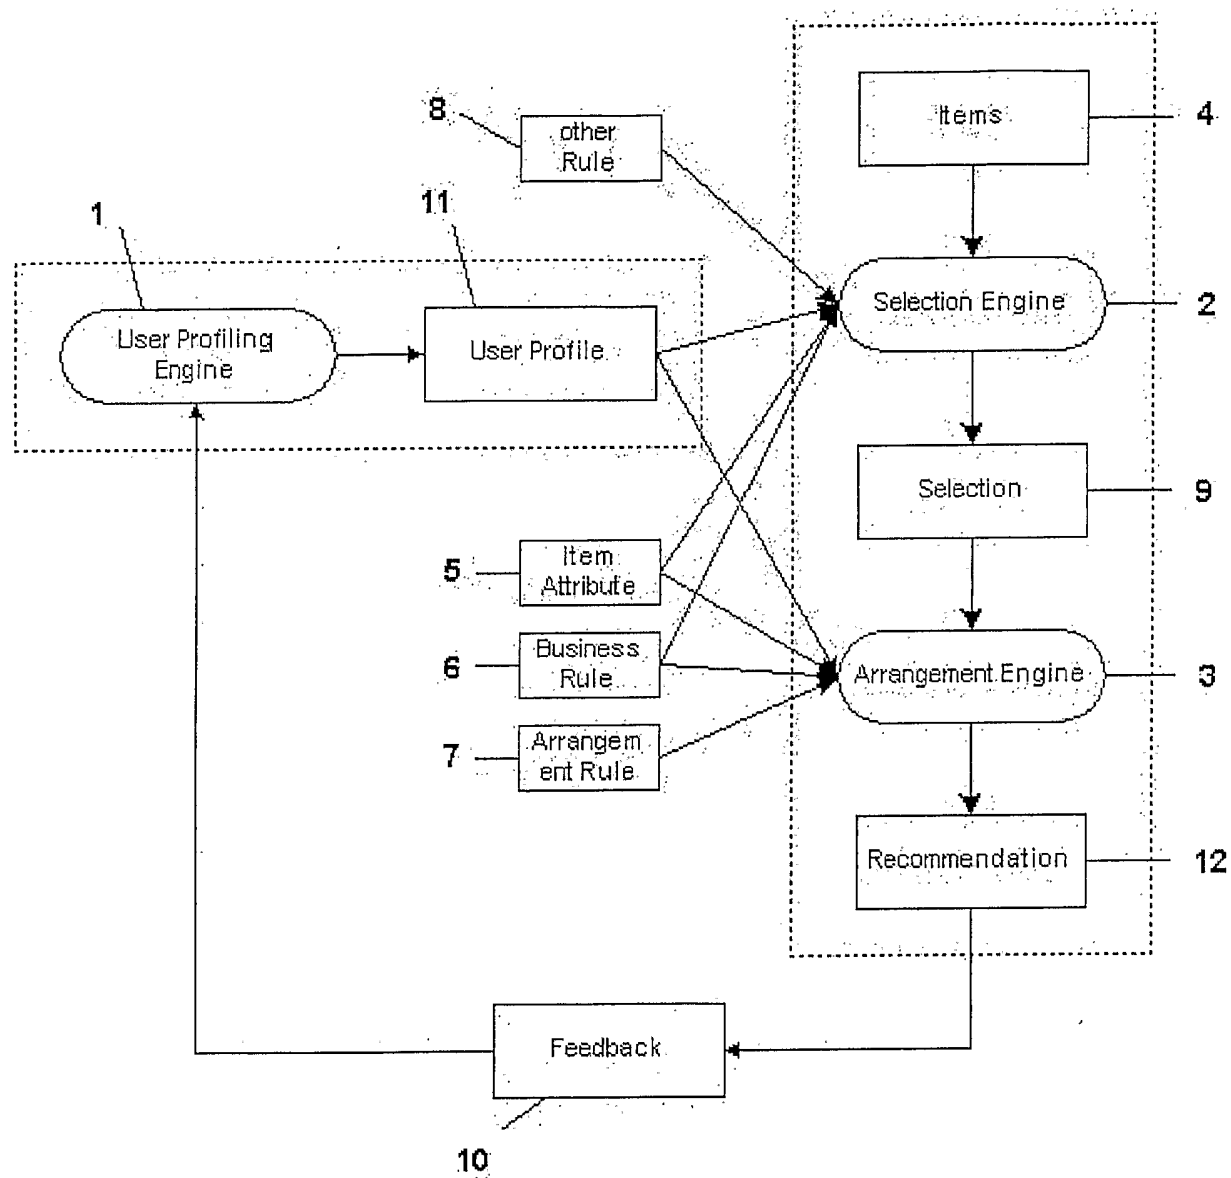 8
other
Rule
Items
4
1
11
User Profiling
Engine
User Profile
Selection Engine
2
Selection
9
5
Item
Attribute
6
Business
Rule
Arrangement Engine
3
7
Arrangem
ent Rule
Recommendation
12
Feedback
10